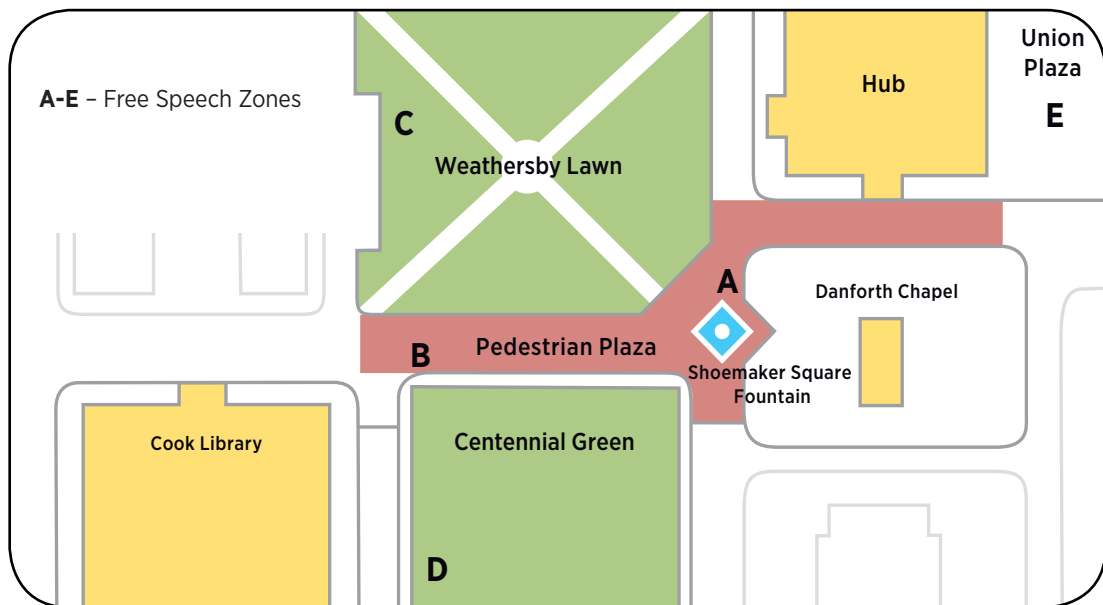 Union
Plaza
Hub
E
A-E – Free Speech Zones
C
Weathersby Lawn
A
Danforth Chapel
B
Pedestrian Plaza
Shoemaker Square
Fountain
Cook Library
Centennial Green
D